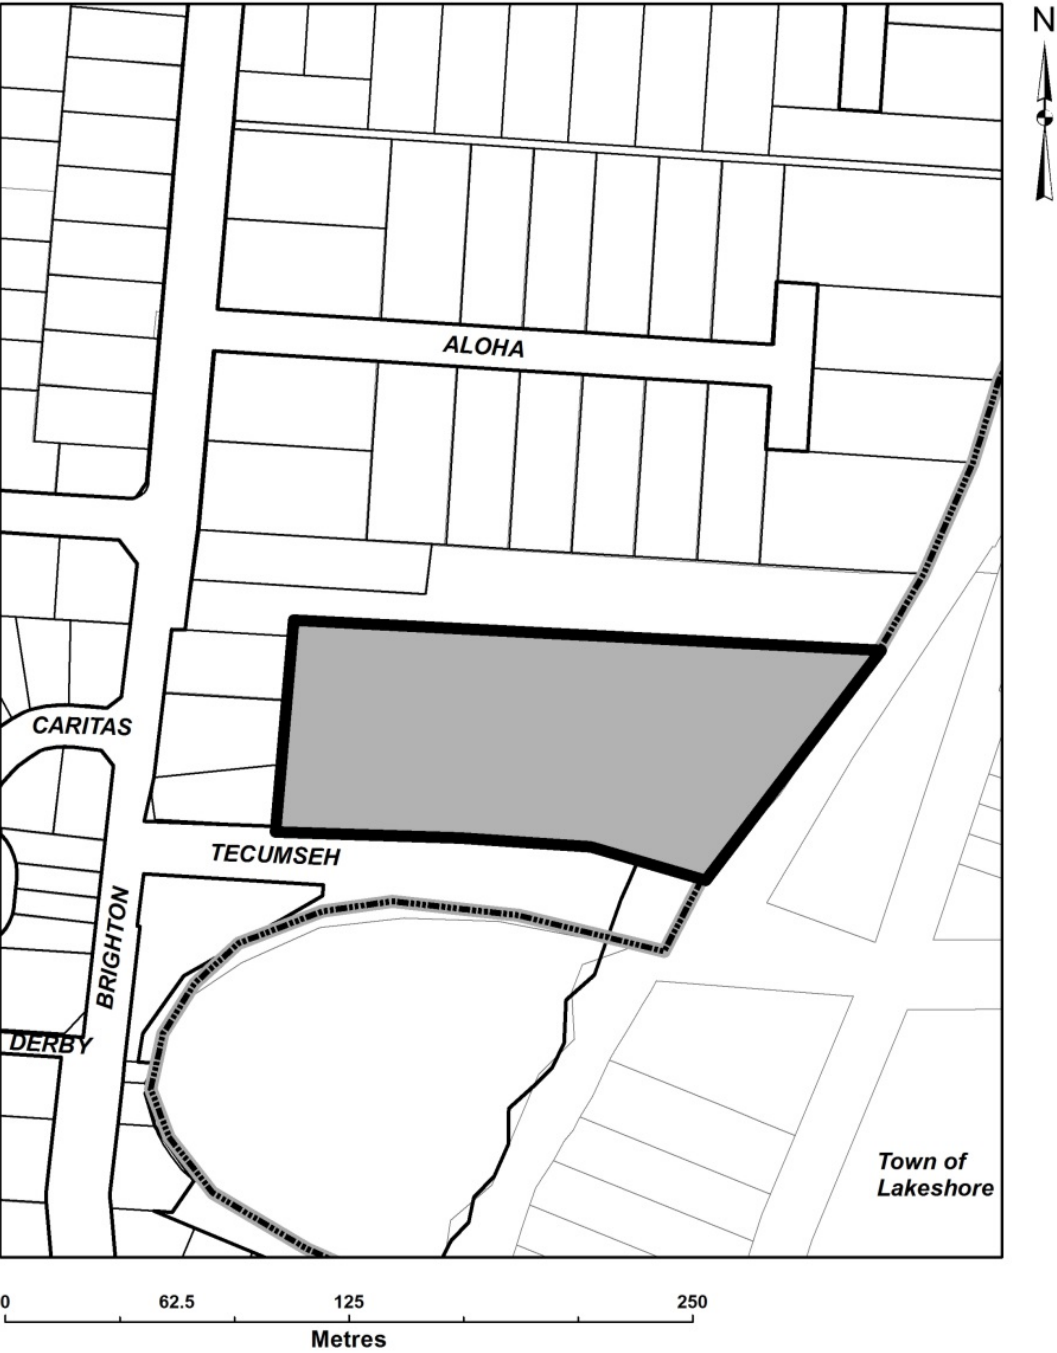 N
ALOHA
CARITAS
TECUMSEH
BRIGHTON
DERBY
Town of
Lakeshore
0 62.5 125 250
Metres